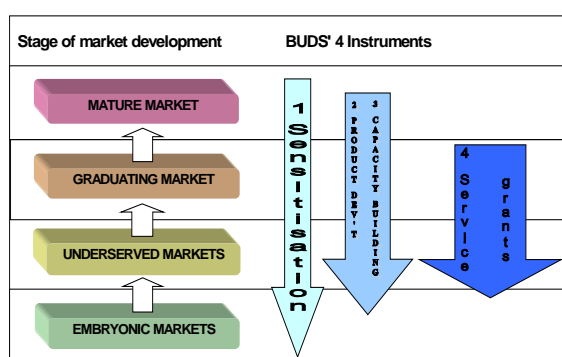 Stage of market development
BUDS' 4 Instruments
MATURE MARKET
GRADUATING MARKET
UNDERSERVED MARKETS
EMBRYONIC MARKETS
1 Sensitisation
2 PRODUCT DEV'T
3 CAPACITY BUILDING
4 Service
grants